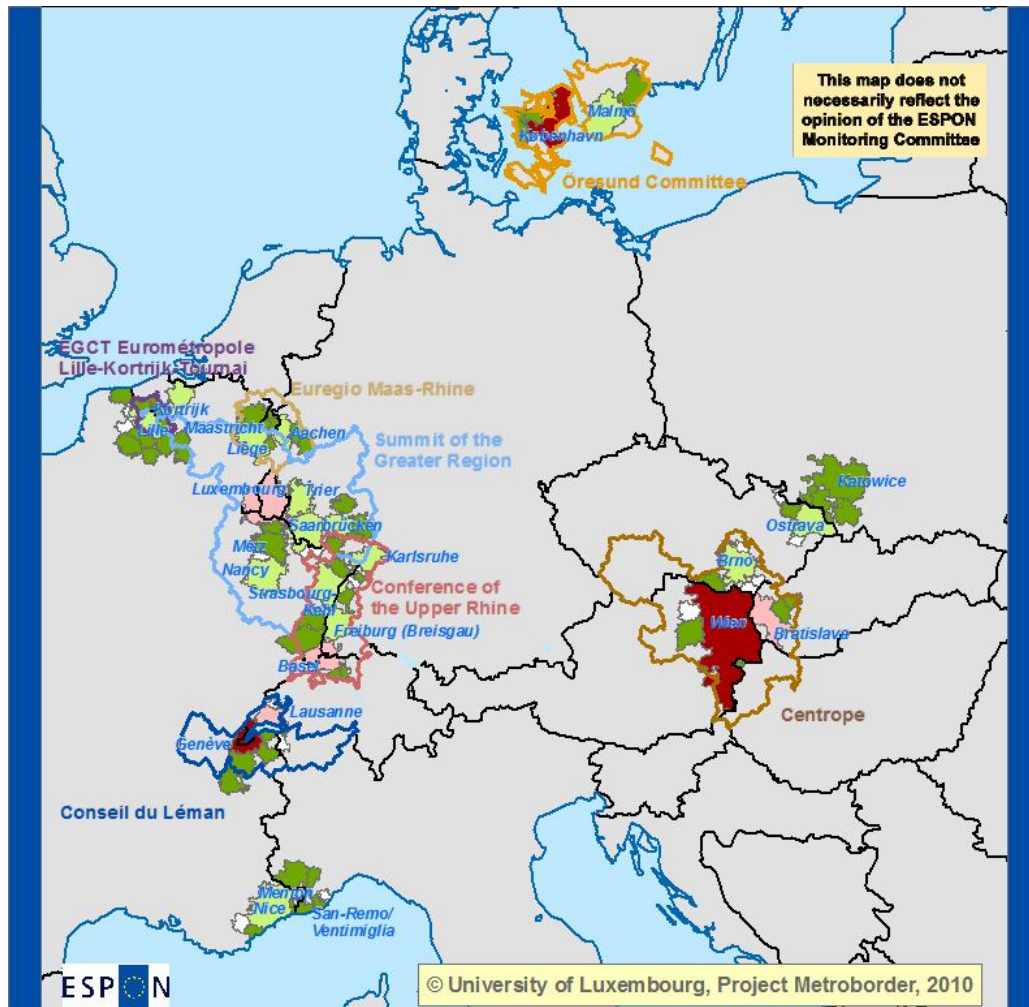 This map does not
necessarily reflect the
opinion of the ESPON
Monitoring Committee
Malmö
København
Öresund Committee
EGCT Eurométropole
Lille-Kortrijk-Tournai
Euregio Maas-Rhine
Kortrijk
Lille
Maastricht
Aachen
Liège
Summit of the
Greater Region
Katowice
Luxembourg
Trier
Ostrava
Saarbrücken
Metz
Karlsruhe
Brno
Nancy
Strasbourg-
Kehl
Conference of
the Upper Rhine
Wien
Freiburg (Breisgau)
Bratislava
Basel
Lausanne
Centrope
Genève
Conseil du Léman
Menton
Nice
San-Remo/
Ventimiglia
ESPON
© University of Luxembourg, Project Metroborder, 2010